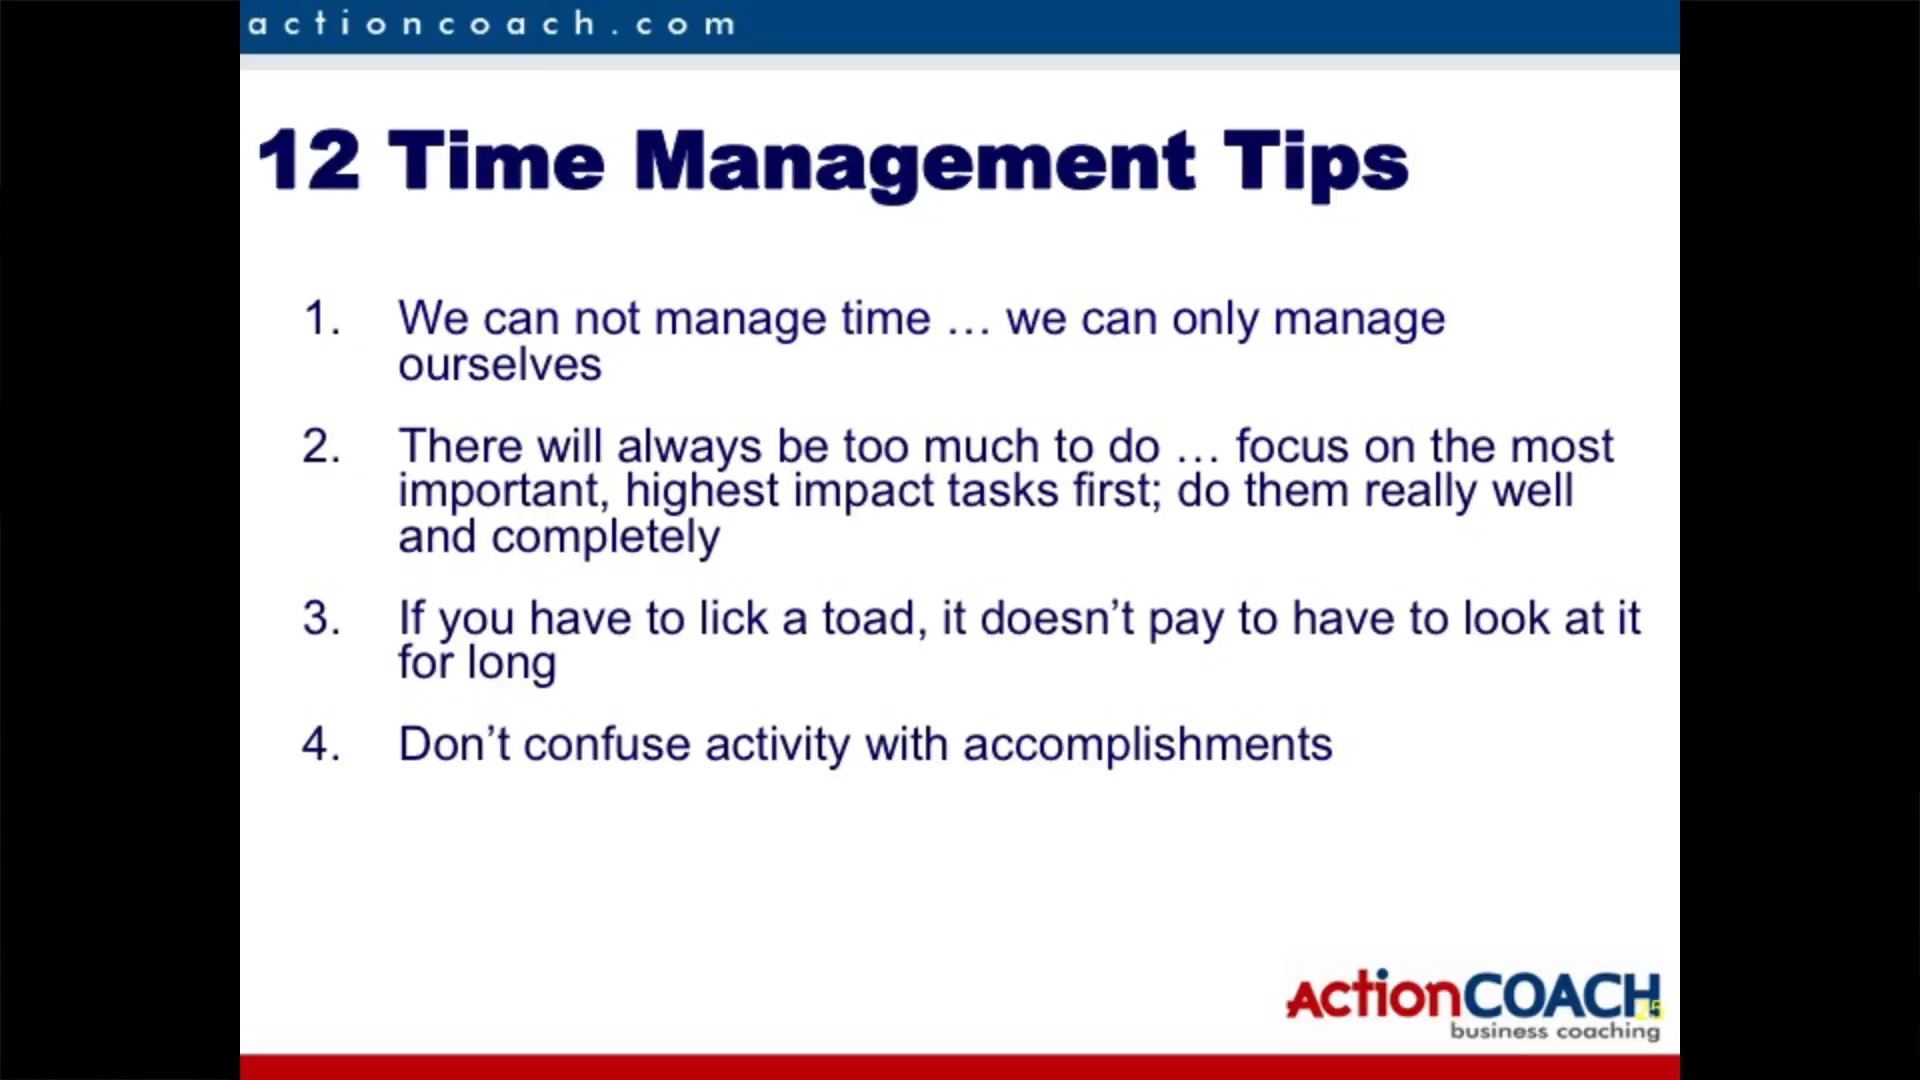 actioncoach.com
12 Time Management Tips
1. We can not manage time … we can only manage
ourselves
2. There will always be too much to do … focus on the most
important, highest impact tasks first; do them really well
and completely
3. If you have to lick a toad, it doesn’t pay to have to look at it
for long
4. Don’t confuse activity with accomplishments
actionCOACH
25
business coaching